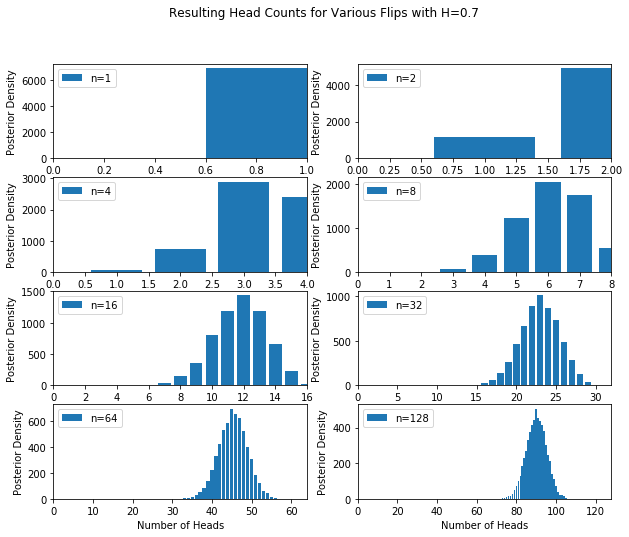 Resulting Head Counts for Various Flips with H=0.7
Posterior Density
6000
4000
2000
0
n=1
0.0 0.2 0.4 0.6 0.8 1.0
Posterior Density
4000
2000
0
n=2
0.00 0.25 0.50 0.75 1.00 1.25 1.50 1.75 2.00
Posterior Density
3000
2000
1000
0
n=4
0.0 0.5 1.0 1.5 2.0 2.5 3.0 3.5 4.0
Posterior Density
2000
1000
0
n=8
0 1 2 3 4 5 6 7 8
Posterior Density
1500
1000
500
0
n=16
0 2 4 6 8 10 12 14 16
Posterior Density
1000
500
0
n=32
0 5 10 15 20 25 30
Posterior Density
600
400
200
0
n=64
0 10 20 30 40 50 60
Number of Heads
Posterior Density
400
200
0
n=128
0 20 40 60 80 100 120
Number of Heads